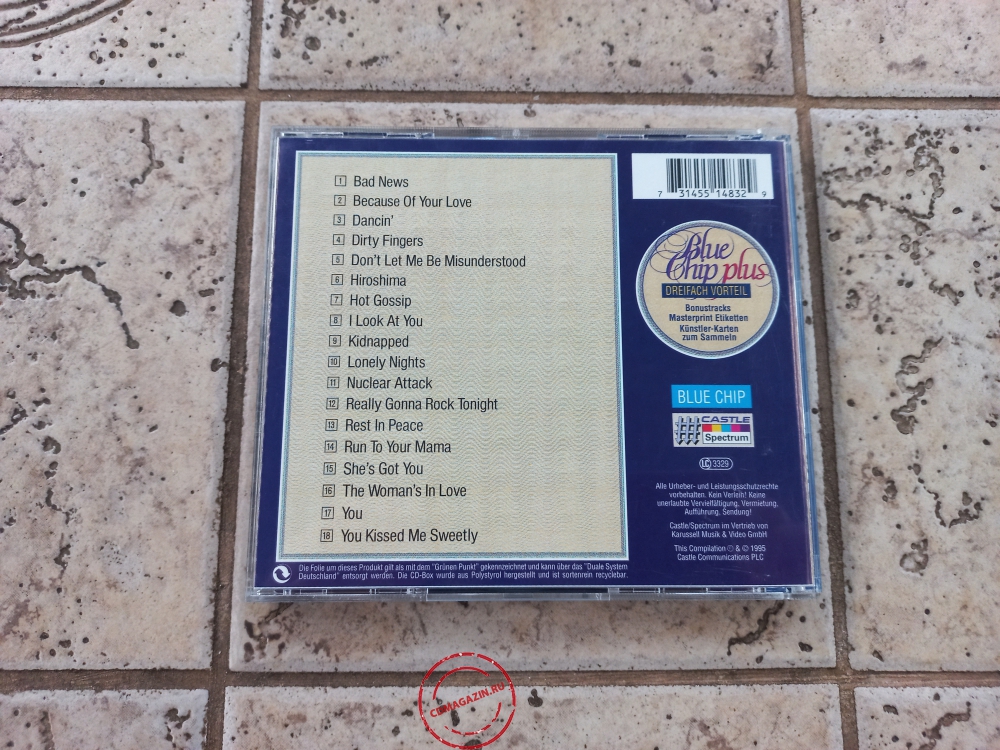 1 Bad News
2 Because Of Your Love
3 Dancin'
4 Dirty Fingers
5 Don't Let Me Be Misunderstood
6 Hiroshima
7 Hot Gossip
8 I Look At You
9 Kidnapped
10 Lonely Nights
11 Nuclear Attack
12 Really Gonna Rock Tonight
13 Rest In Peace
14 Run To Your Mama
15 She's Got You
16 The Woman's In Love
17 You
18 You Kissed Me Sweetly
Die Folie um dieses Produkt gilt als mit dem "Grünen Punkt" gekennzeichnet und kann über das "Duale System
Deutschland" entsorgt werden. Die CD-Box wurde aus Polystyrol hergestellt und ist sortenrein recyclebar.
7 31455 14832 9
Blue
Chip plus
DREIFACH VORTEIL
Bonustracks
Masterprint Etiketten
Künstler-Karten
zum Sammeln
BLUE CHIP
CASTLE
Spectrum
LC 3329
Alle Urheber- und Leistungsschutzrechte
vorbehalten. Kein Verleih! Keine
unerlaubte Vervielfältigung, Vermietung,
Aufführung, Sendung!
Castle/Spectrum im Vertrieb von
Karussell Musik & Video GmbH
This Compilation ℗ & © 1995
Castle Communications PLC
CDMAGAZIN.RU